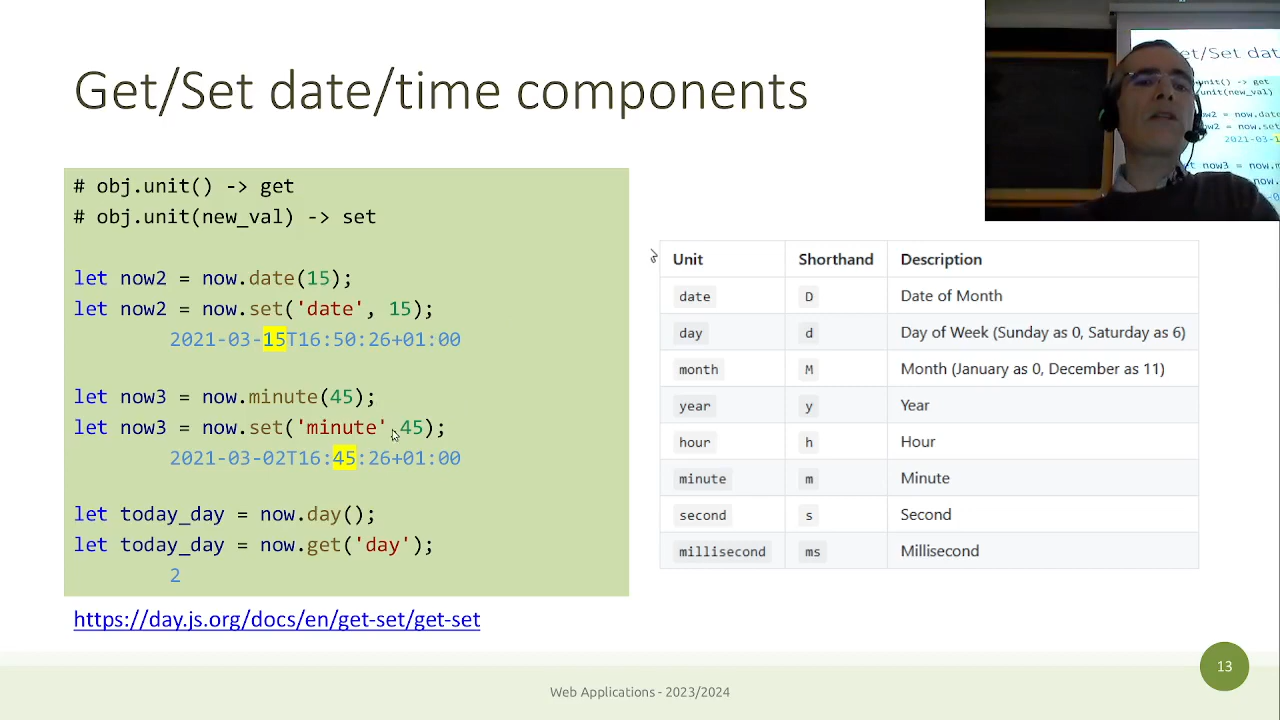 Get/Set date/time components
# obj.unit() -> get
# obj.unit(new_val) -> set
let now2 = now.date(15);
let now2 = now.set('date', 15);
2021-03-15T16:50:26+01:00
let now3 = now.minute(45);
let now3 = now.set('minute' 45);
2021-03-02T16:45:26+01:00
let today_day = now.day();
let today_day = now.get('day');
2
https://day.js.org/docs/en/get-set/get-set
Unit Shorthand Description
date D Date of Month
day d Day of Week (Sunday as 0, Saturday as 6)
month M Month (January as 0, December as 11)
year y Year
hour h Hour
minute m Minute
second s Second
millisecond ms Millisecond
Web Applications - 2023/2024
13